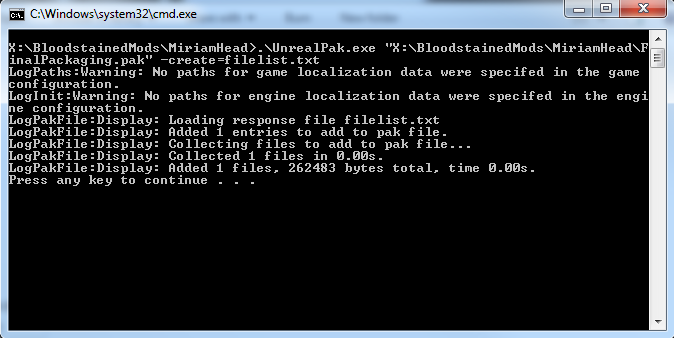 C:\Windows\system32\cmd.exe
X:\BloodstainedMods\MiriamHead>.\UnrealPak.exe "X:\BloodstainedMods\MiriamHead\F
inalPackaging.pak" -create=filelist.txt
LogPaths:Warning: No paths for game localization data were specifed in the game
configuration.
LogInit:Warning: No paths for engine localization data were specifed in the engi
ne configuration.
LogPakFile:Display: Loading response file filelist.txt
LogPakFile:Display: Added 1 entries to add to pak file.
LogPakFile:Display: Collecting files to add to pak file...
LogPakFile:Display: Collected 1 files in 0.00s.
LogPakFile:Display: Added 1 files, 262483 bytes total, time 0.00s.
Press any key to continue . . .